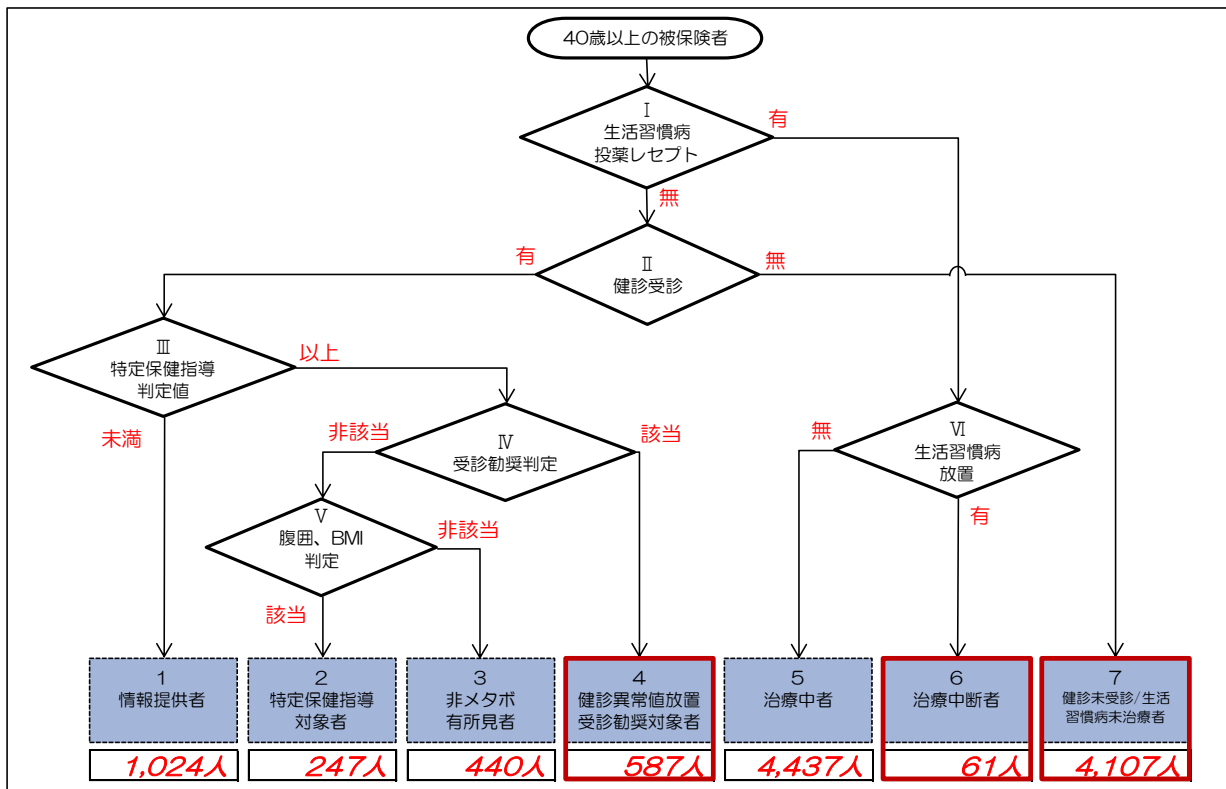 40歳以上の被保険者
Ⅰ
生活習慣病
投薬レセプト
有
無
Ⅱ
健診受診
有
無
Ⅲ
特定保健指導
判定値
以上
未満
Ⅳ
受診勧奨判定
非該当
該当
Ⅴ
腹囲、BMI
判定
非該当
該当
Ⅵ
生活習慣病
放置
無
有
1
情報提供者
1,024人
2
特定保健指導
対象者
247人
3
非メタボ
有所見者
440人
4
健診異常値放置
受診勧奨対象者
587人
5
治療中者
4,437人
6
治療中断者
61人
7
健診未受診/生活
習慣病未治療者
4,107人